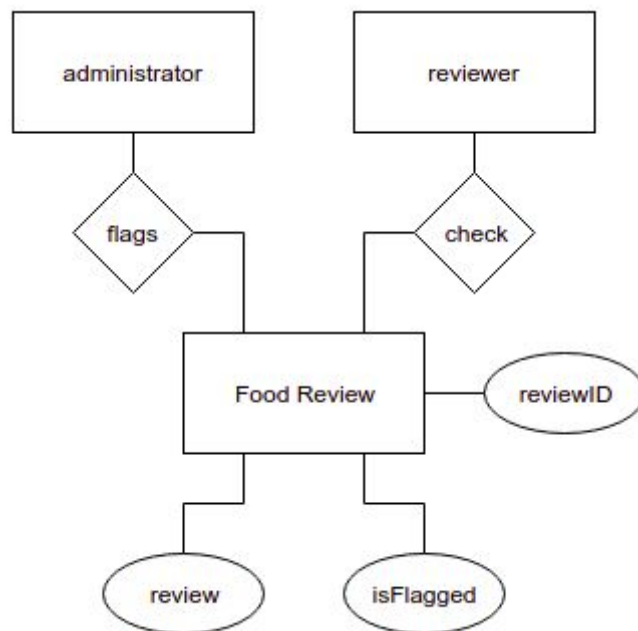 administrator
reviewer
flags
check
Food Review
reviewID
review
isFlagged